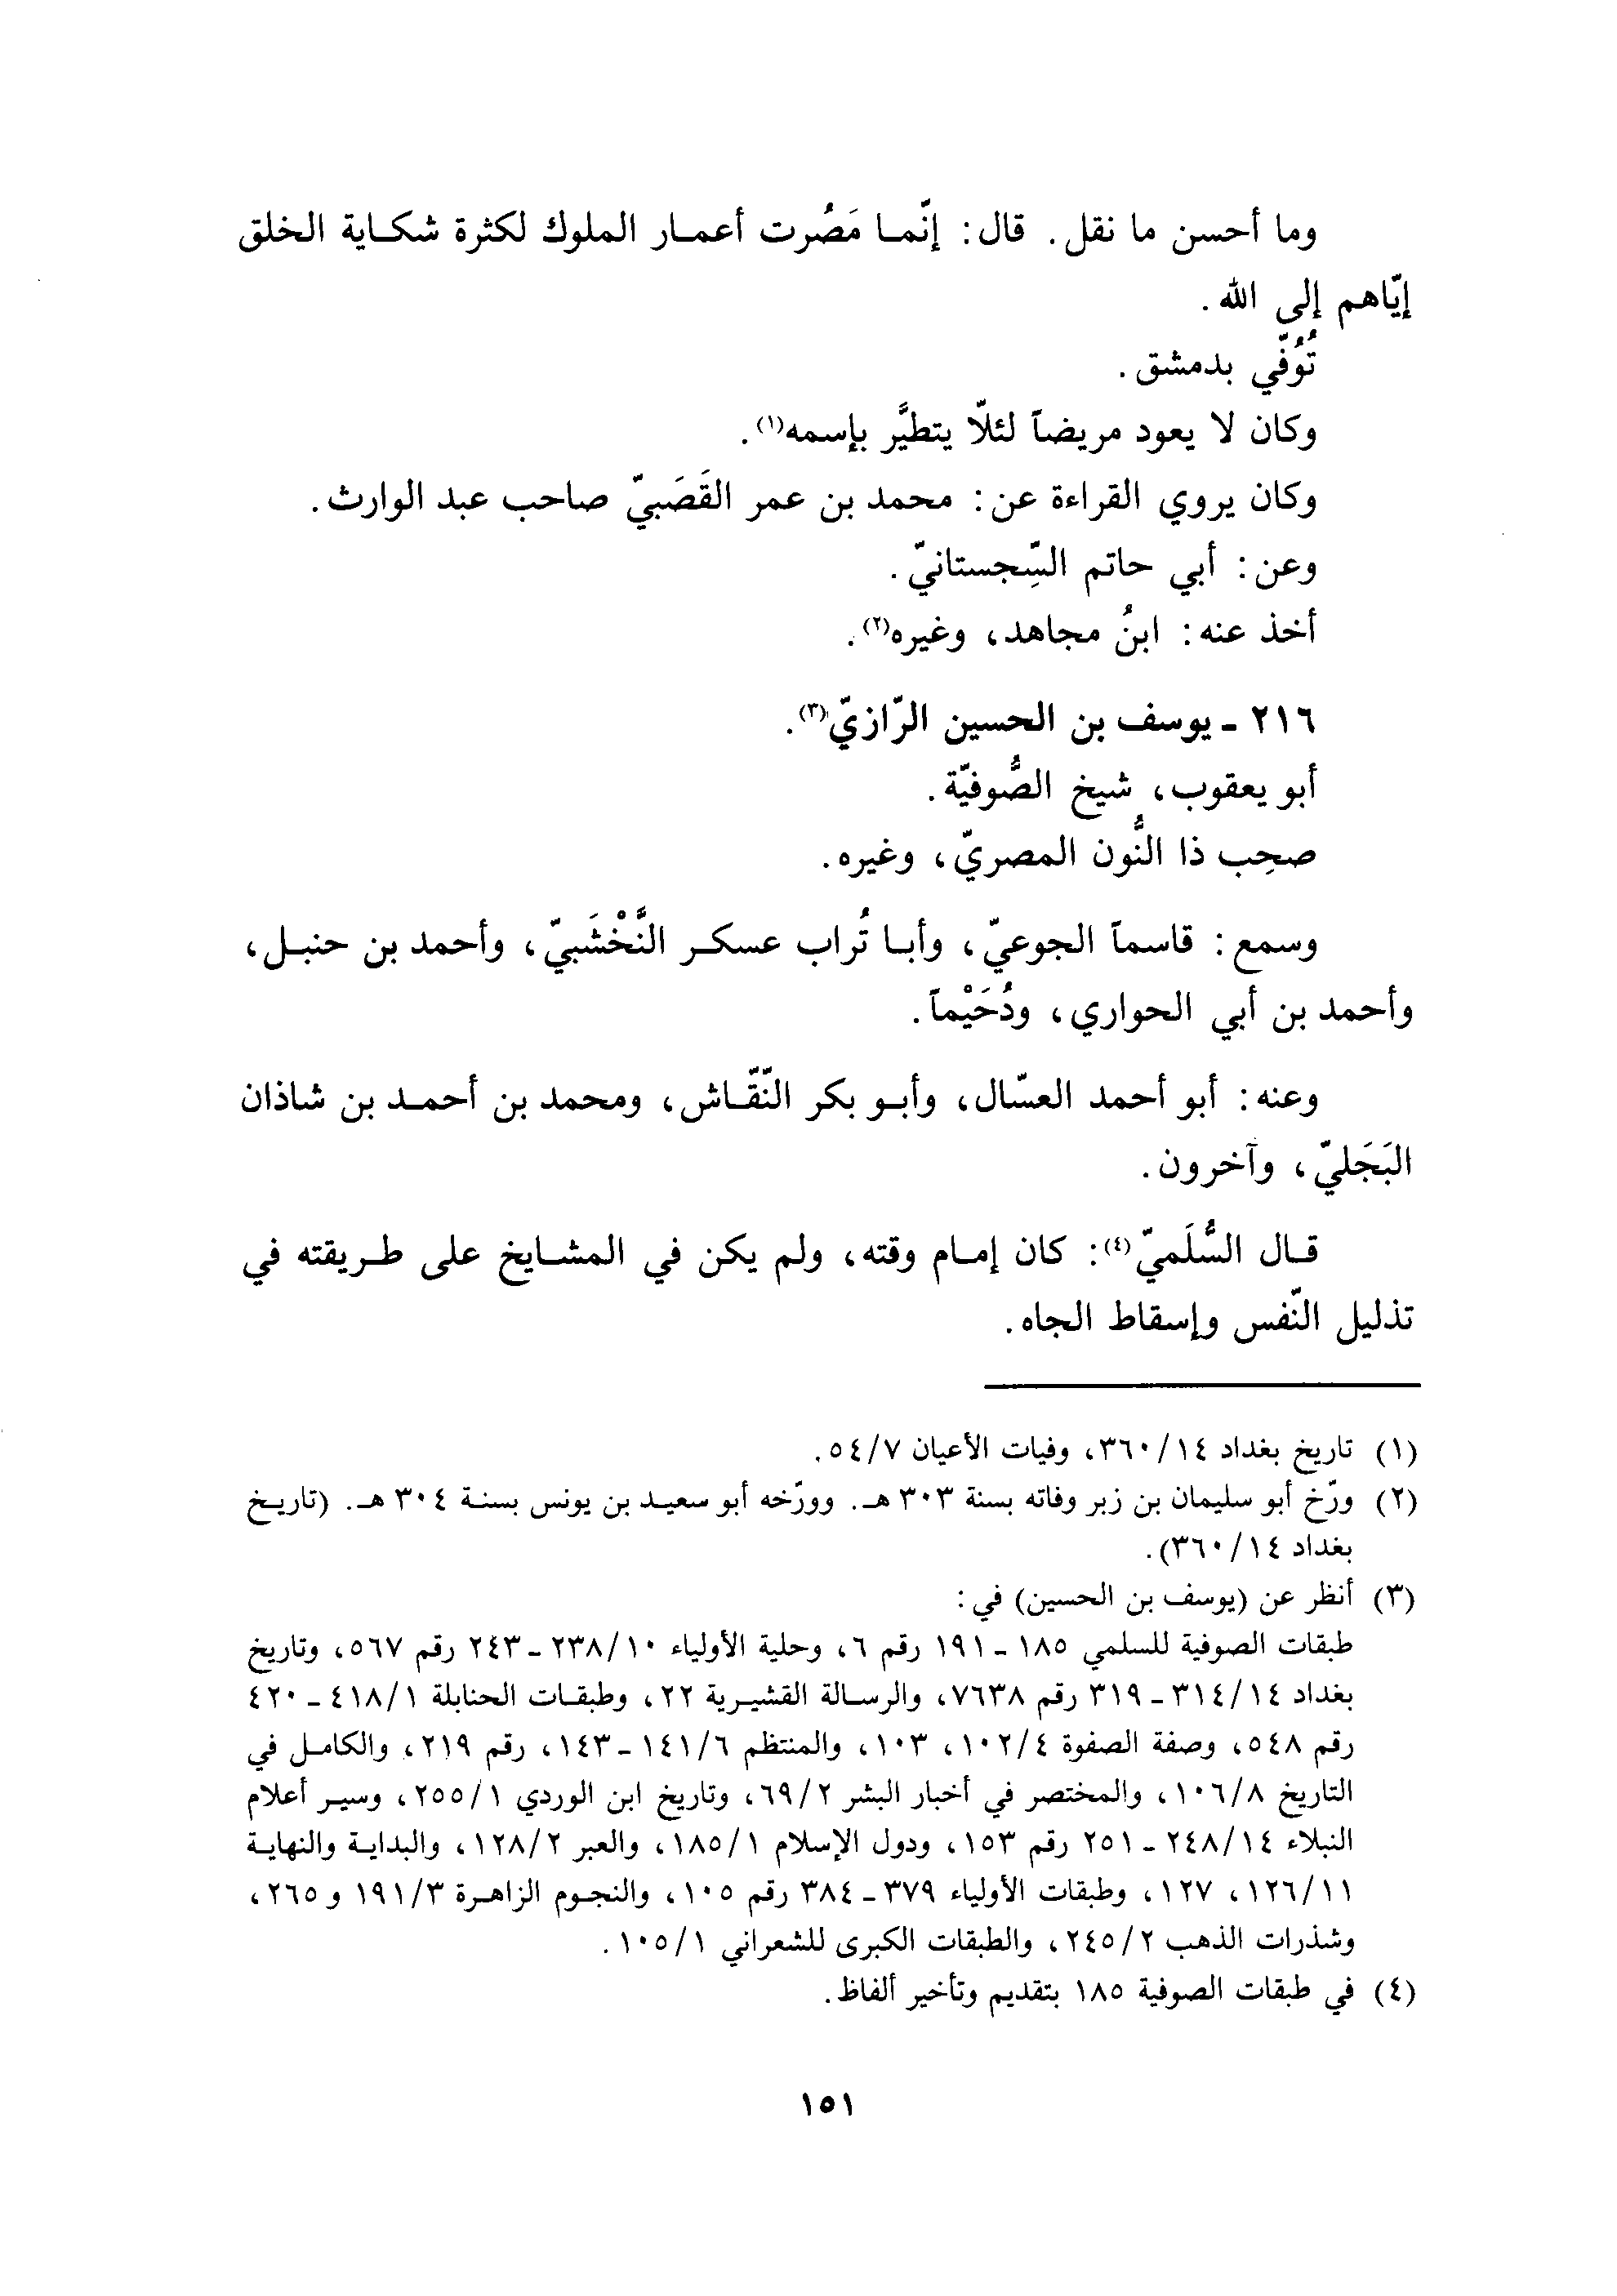 وما أحسن ما نقل. قال: إنّما مَصُرت أعمار الملوك لكثرة شكاية الخلق
إيّاهم إلى الله.
تُوُفّي بدمشق.
وكان لا يعود مريضاً لئلّا يتطيَّر بإسمه(١).
وكان يروي القراءة عن: محمد بن عمر القَصَبيّ صاحب عبد الوارث.
وعن: أبي حاتم السِّجستانيّ.
أخذ عنه: ابنُ مجاهد، وغيره(٢).
٢١٦ - يوسف بن الحسين الرّازيّ(٣).
أبو يعقوب، شيخ الصُّوفيّة.
صحِب ذا النُّون المصريّ، وغيره.
وسمع: قاسماً الجوعيّ، وأبا تُراب عسكر النَّخْشَبيّ، وأحمد بن حنبل،
وأحمد بن أبي الحواري، ودُحَيْماً.
وعنه: أبو أحمد العسّال، وأبو بكر النّقّاش، ومحمد بن أحمد بن شاذان
البَجَليّ، وآخرون.
قال السُّلَميّ(٤): كان إمام وقته، ولم يكن في المشايخ على طريقته في
تذليل النّفس وإسقاط الجاه.
(١) تاريخ بغداد ١٤/٣٦٠، وفيات الأعيان ٧/٥٤.
(٢) ورّخ أبو سليمان بن زبر وفاته بسنة ٣٠٣ هـ. وورّخه أبو سعيد بن يونس بسنة ٣٠٤ هـ. (تاريخ
بغداد ١٤/٣٦٠).
(٣) أنظر عن (يوسف بن الحسين) في:
طبقات الصوفية للسلمي ١٨٥ - ١٩١ رقم ٦، وحلية الأولياء ١٠/٢٣٨ - ٢٤٣ رقم ٥٦٧، وتاريخ
بغداد ١٤/٣١٤ - ٣١٩ رقم ٧٦٣٨، والرسالة القشيرية ٢٢، وطبقات الحنابلة ١/٤١٨ - ٤٢٠
رقم ٥٤٨، وصفة الصفوة ٤/١٠٢، ١٠٣، والمنتظم ٦/١٤١ - ١٤٣، رقم ٢١٩، والكامل في
التاريخ ٨/١٠٦، والمختصر في أخبار البشر ٢/٦٩، وتاريخ ابن الوردي ١/٢٥٥، وسير أعلام
النبلاء ١٤/٢٤٨ - ٢٥١ رقم ١٥٣، ودول الإسلام ١/١٨٥، والعبر ٢/١٢٨، والبداية والنهاية
١١/١٢٦، ١٢٧، وطبقات الأولياء ٣٧٩ - ٣٨٤ رقم ١٠٥، والنجوم الزاهرة ٣/١٩١ و ٢٦٥،
وشذرات الذهب ٢/٢٤٥، والطبقات الكبرى للشعراني ١/١٠٥.
(٤) في طبقات الصوفية ١٨٥ بتقديم وتأخير ألفاظ.
١٥١